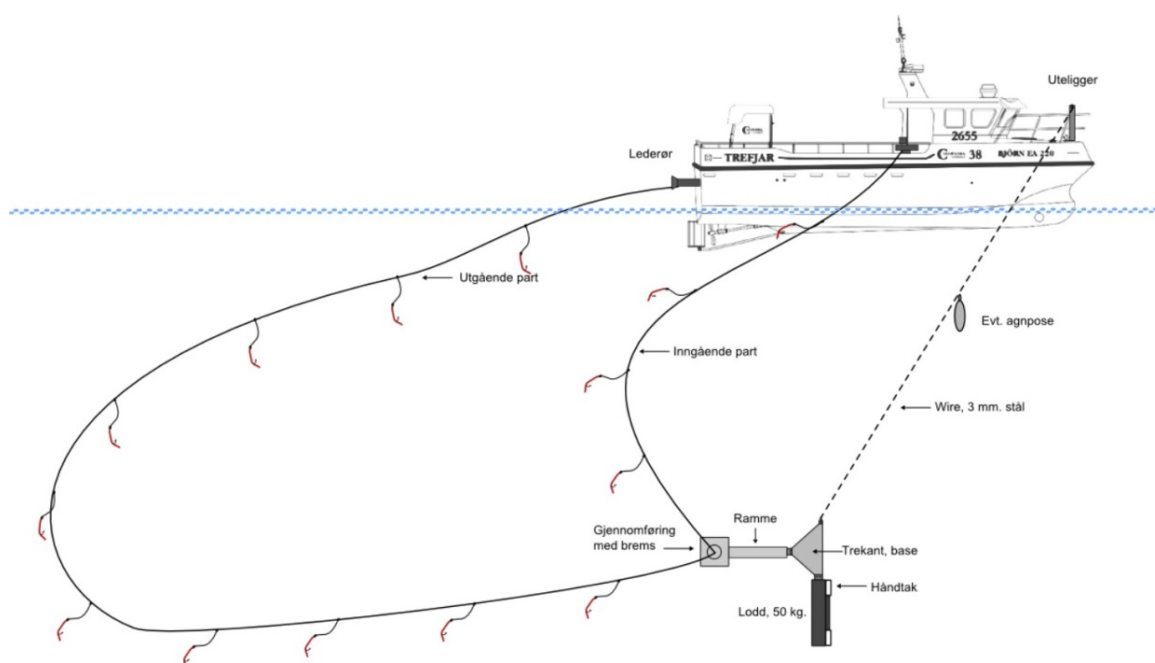 Uteligger
2655
Lederør
TREFJAR
38
BJÖRN EA 220
Utgående part
Evt. agnpose
Inngående part
Wire, 3 mm. stål
Gjennomføring
med brems
Ramme
Trekant, base
Håndtak
Lodd, 50 kg.